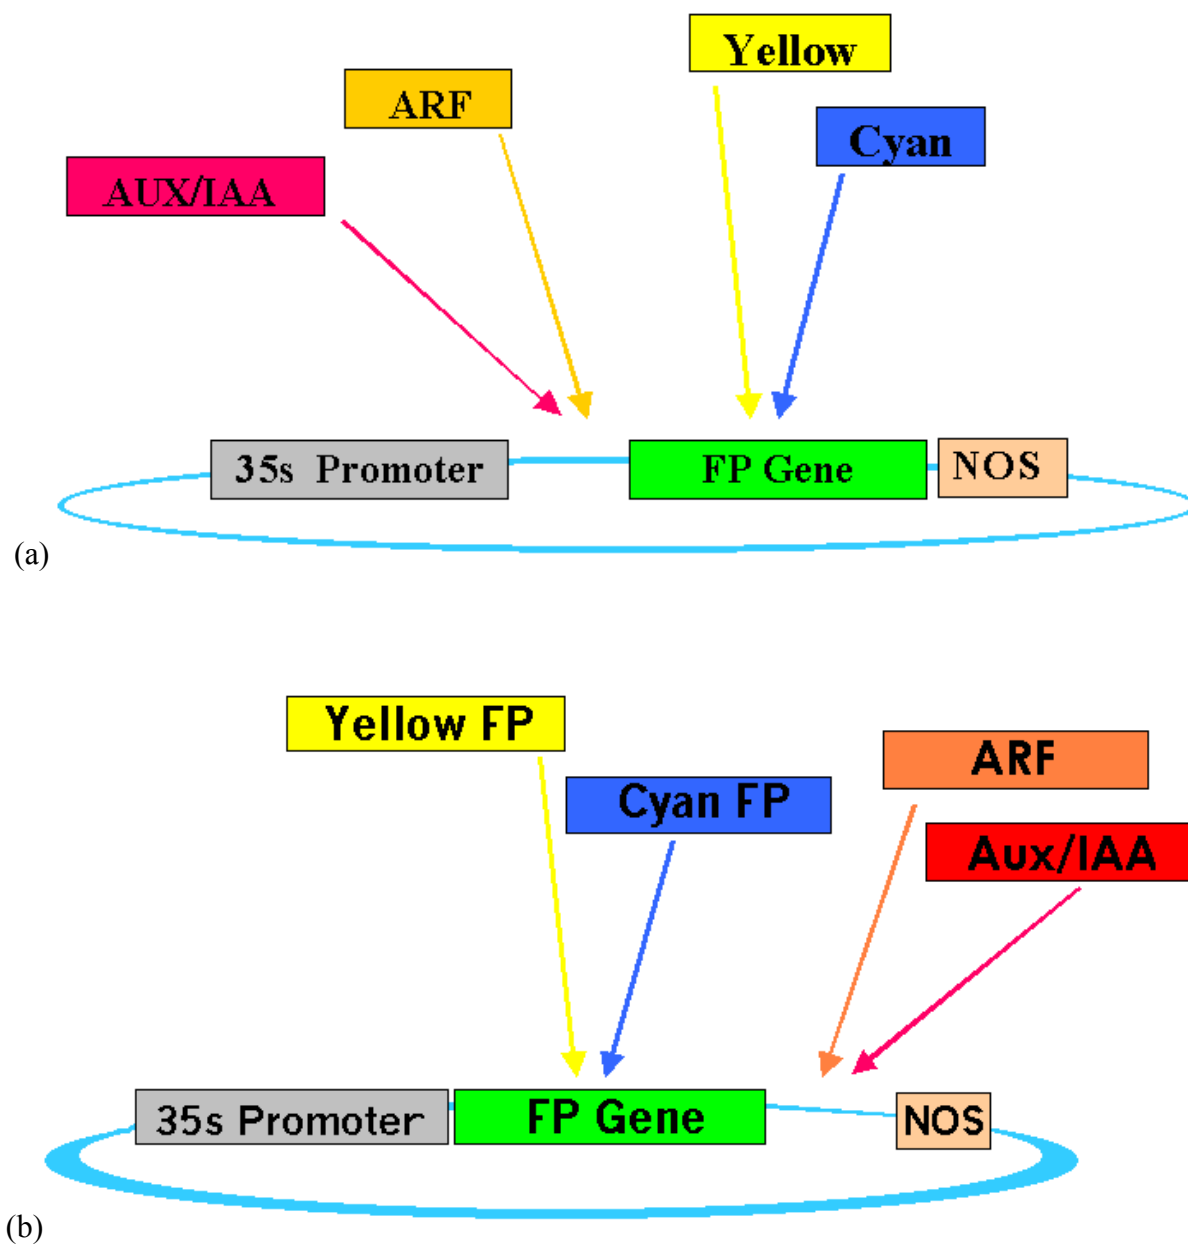 Yellow
ARF
Cyan
AUX/IAA
35s Promoter
FP Gene
NOS
(a)
Yellow FP
ARF
Cyan FP
Aux/IAA
35s Promoter
FP Gene
NOS
(b)